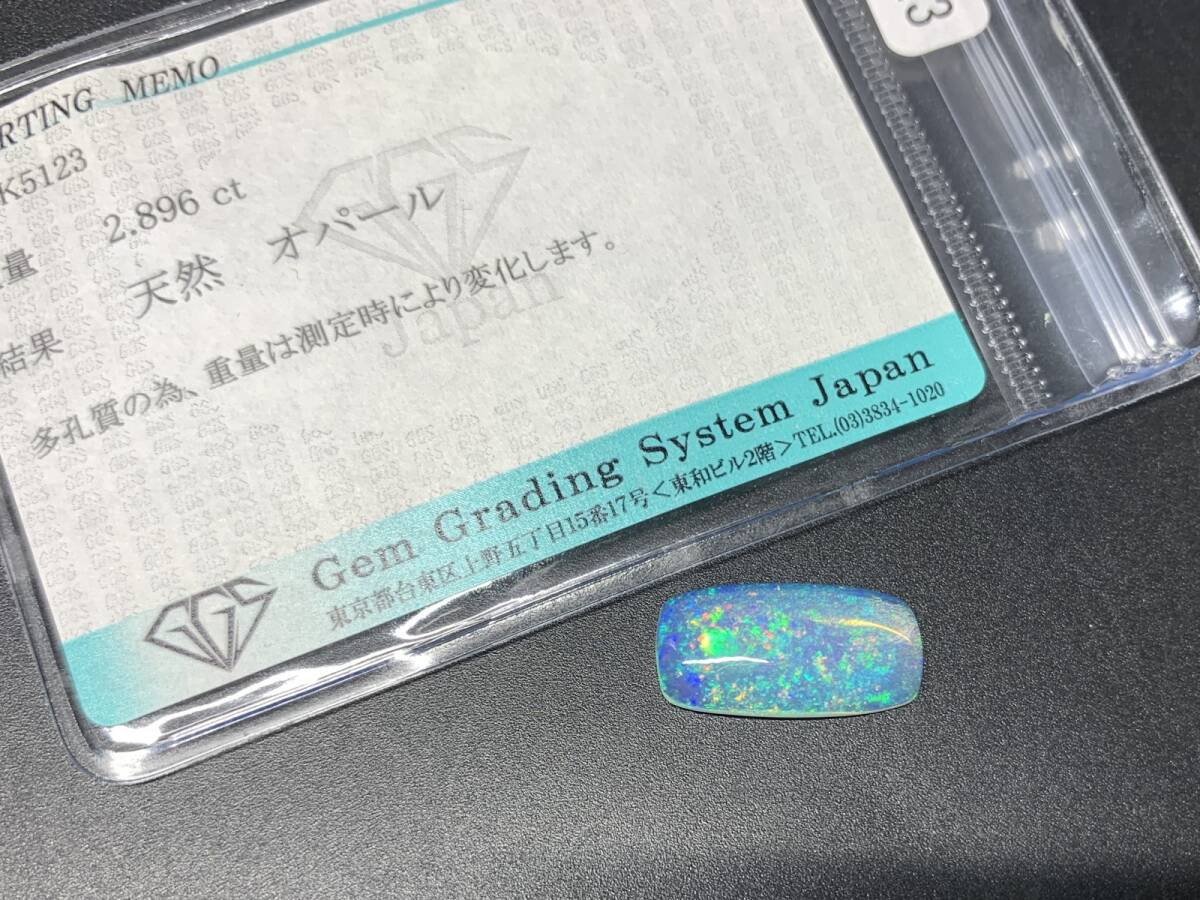 RTING MEMO
K5123
量 2.896 ct
結果 天然 オパール
多孔質の為、重量は測定時により変化します。
GGS
Japan
Gem Grading System Japan
東京都台東区上野五丁目15番17号<東和ビル2階>TEL.(03)3834-1020
3